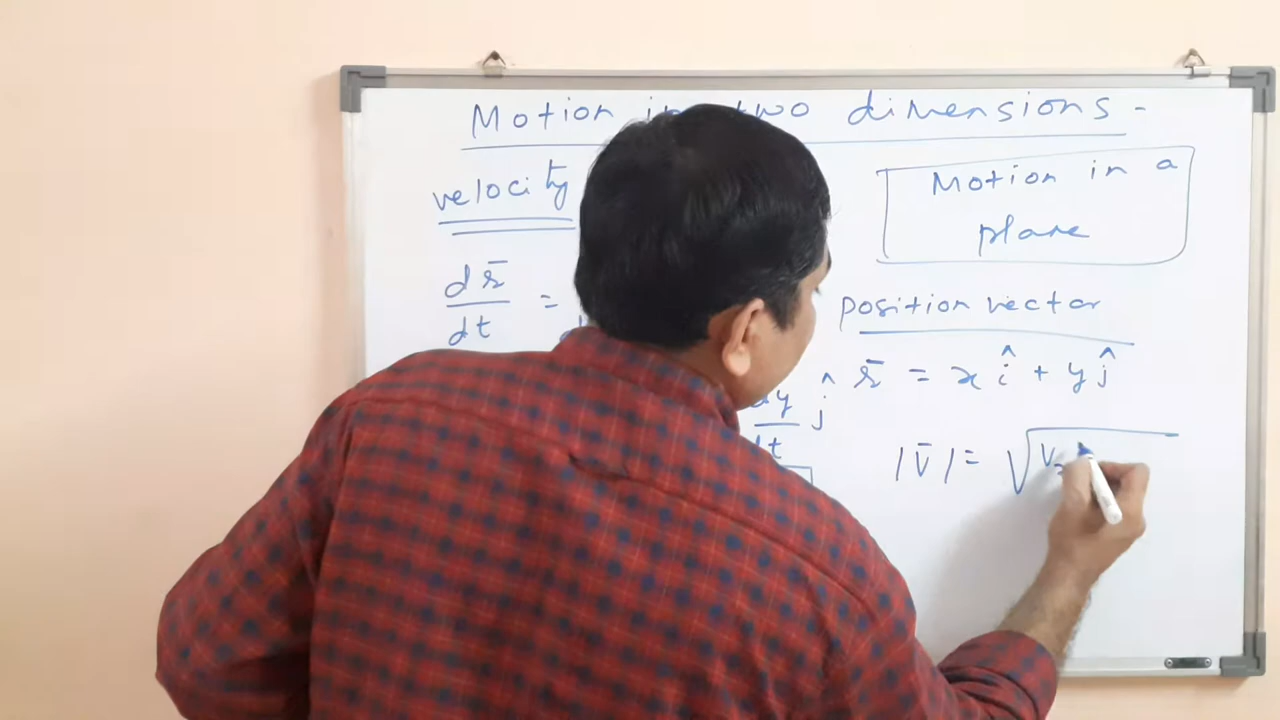 Motion in two dimensions -
velocity
Motion in a
plane
d r̄
dt
=
position vector
r̄ = x î + y ĵ
dy ĵ
dt
|v̄| = √v